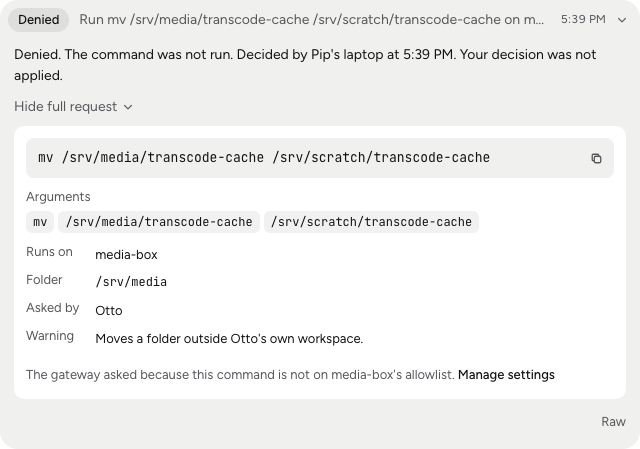 Denied Run mv /srv/media/transcode-cache /srv/scratch/transcode-cache on m... 5:39 PM
Denied. The command was not run. Decided by Pip's laptop at 5:39 PM. Your decision was not
applied.
Hide full request
mv /srv/media/transcode-cache /srv/scratch/transcode-cache
Arguments
mv /srv/media/transcode-cache /srv/scratch/transcode-cache
Runs on media-box
Folder /srv/media
Asked by Otto
Warning Moves a folder outside Otto's own workspace.
The gateway asked because this command is not on media-box's allowlist. Manage settings
Raw